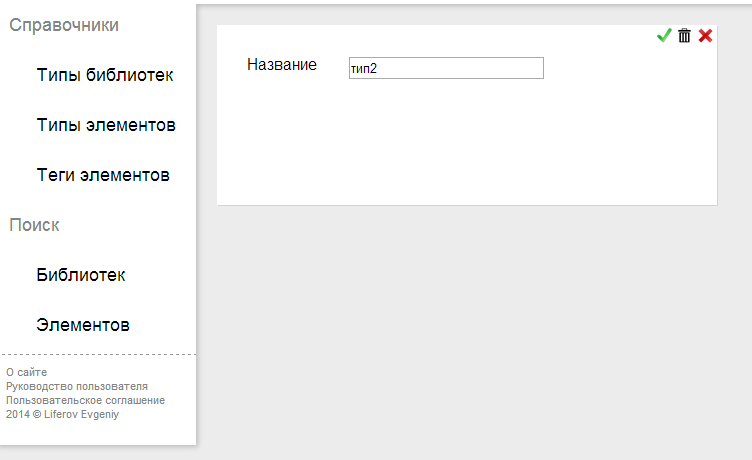 Справочники
Типы библиотек
Типы элементов
Теги элементов
Поиск
Библиотек
Элементов
О сайте
Руководство пользователя
Пользовательское соглашение
2014 © Liferov Evgeniy
Название
тип2